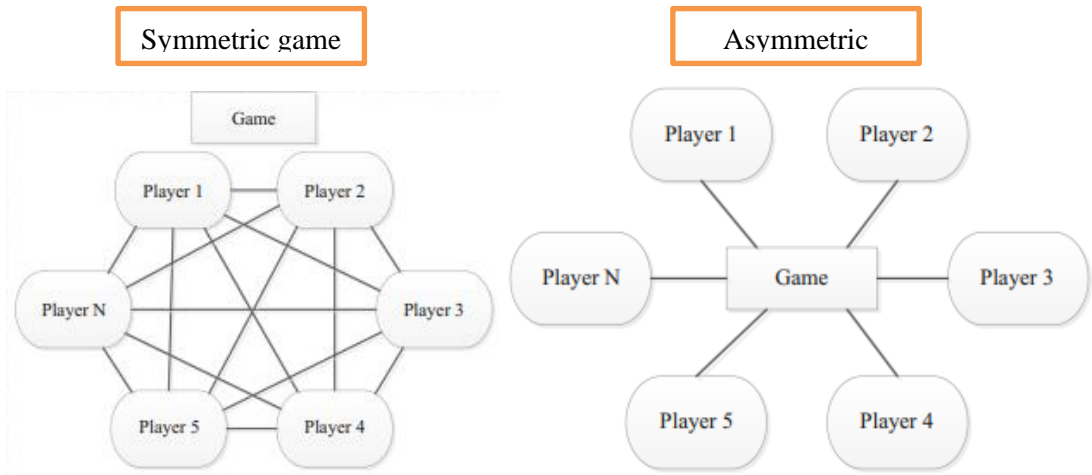 Symmetric game
Asymmetric
Game
Player 1
Player 2
Player N
Player 3
Player 5
Player 4
Player 1
Player 2
Player N
Game
Player 3
Player 5
Player 4